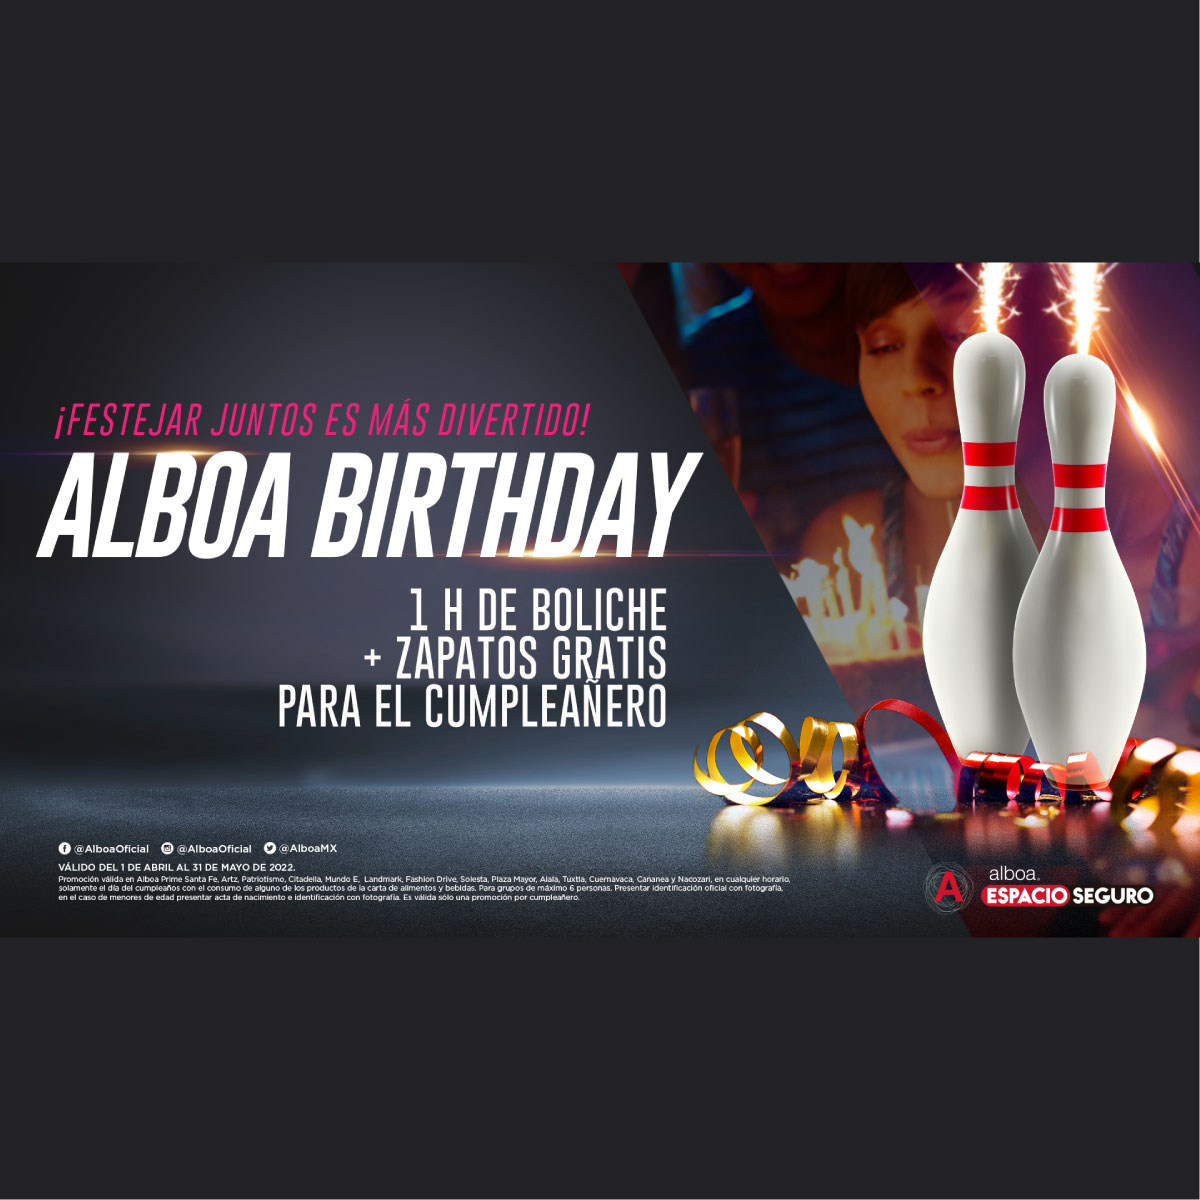 ¡FESTEJAR JUNTOS ES MÁS DIVERTIDO!
ALBOA BIRTHDAY
1 H DE BOLICHE
+ ZAPATOS GRATIS
PARA EL CUMPLEAÑERO
@AlboaOficial @AlboaOficial @AlboaMX
VÁLIDO DEL 1 DE ABRIL AL 31 DE MAYO DE 2022.
Promoción válida en Alboa Prime Santa Fe, Artz, Patriotismo, Citadella, Mundo E, Landmark, Fashion Drive, Solesta, Plaza Mayor, Alaïa, Tuxtla, Cuernavaca, Cananea y Nacozari, en cualquier horario,
solamente el día del cumpleaños con el consumo de alguno de los productos de la carta de alimentos y bebidas. Para grupos de máximo 6 personas. Presentar identificación oficial con fotografía,
en el caso de menores de edad presentar acta de nacimiento e identificación con fotografía. Es válida sólo una promoción por cumpleañero.
A
alboa®
ESPACIO SEGURO